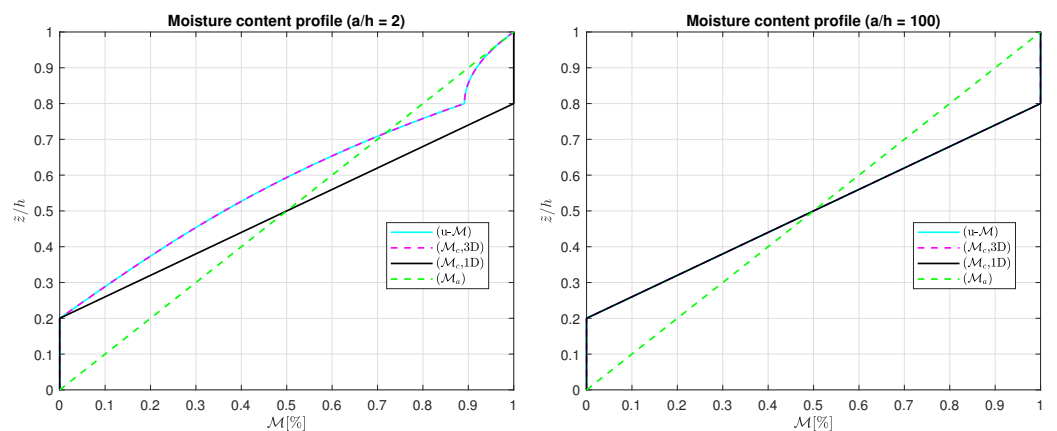 Moisture content profile (a/h = 2)
1
0.9
0.8
0.7
0.6
0.5
0.4
0.3
0.2
0.1
0
z̃/h
(u-ℳ)
(ℳc,3D)
(ℳc,1D)
(ℳa)
0 0.1 0.2 0.3 0.4 0.5 0.6 0.7 0.8 0.9 1
ℳ[%]
Moisture content profile (a/h = 100)
1
0.9
0.8
0.7
0.6
0.5
0.4
0.3
0.2
0.1
0
z̃/h
(u-ℳ)
(ℳc,3D)
(ℳc,1D)
(ℳa)
0 0.1 0.2 0.3 0.4 0.5 0.6 0.7 0.8 0.9 1
ℳ[%]